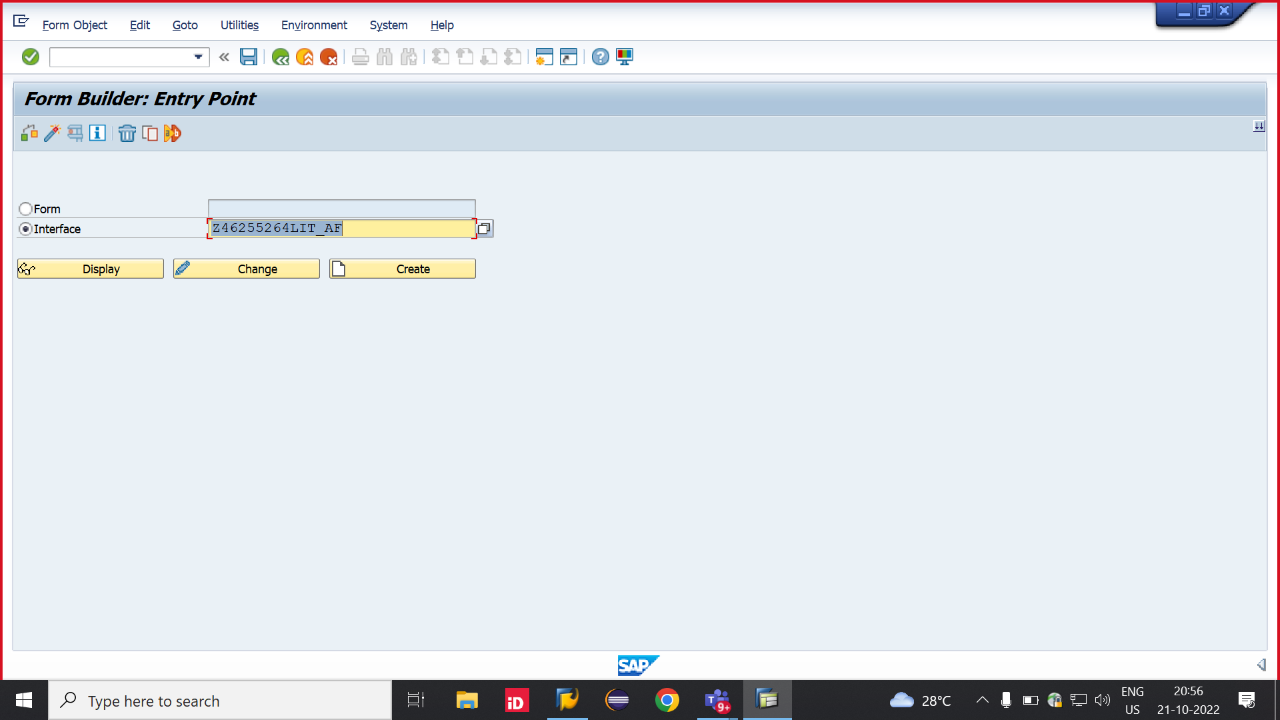 Form Object Edit Goto Utilities Environment System Help
Form Builder: Entry Point
Form
Interface Z46255264LIT_AF
Display Change Create
SAP
Type here to search iD 9+ 28°C ENG US 20:56 21-10-2022